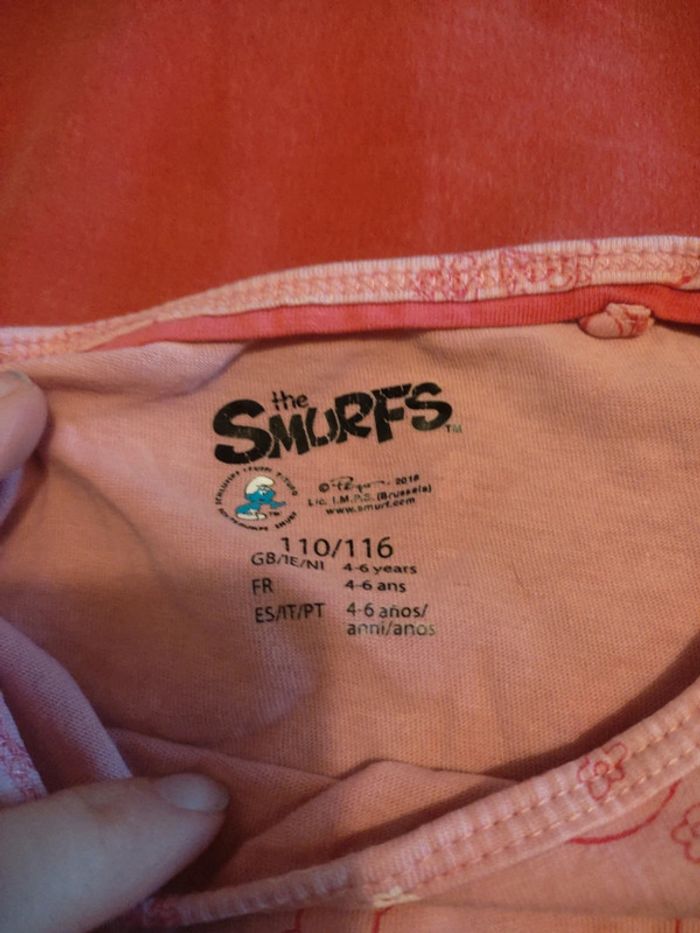 the
SMURFS
TM
© Peyo - 2018
Lic. I.M.P.S. (Brussels)
www.smurf.com
110/116
GB/IE/NI 4-6 years
FR 4-6 ans
ES/IT/PT 4-6 años/
anni/anos